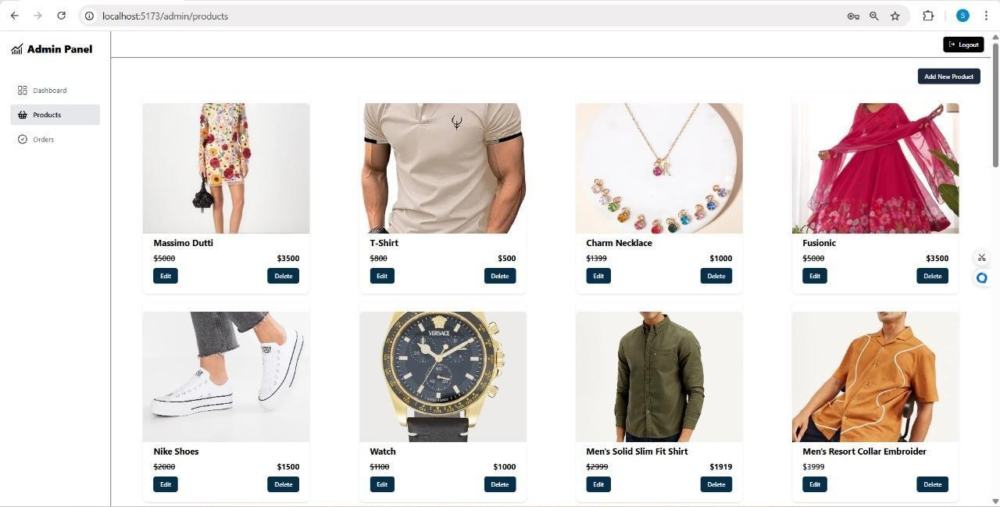 localhost:5173/admin/products
S
Admin Panel
Logout
Dashboard
Products
Orders
Add New Product
Massimo Dutti
$5000 $3500
Edit Delete
T-Shirt
$800 $500
Edit Delete
Charm Necklace
$1399 $1000
Edit Delete
Fusionic
$5000 $3500
Edit Delete
Nike Shoes
$2000 $1500
Edit Delete
VERSACE
Watch
$1100 $1000
Edit Delete
Men's Solid Slim Fit Shirt
$2999 $1919
Edit Delete
Men's Resort Collar Embroider
$3999
Edit Delete